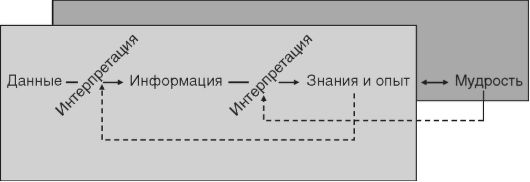 Данные
Интерпретация
Информация
Интерпретация
Знания и опыт
Мудрость